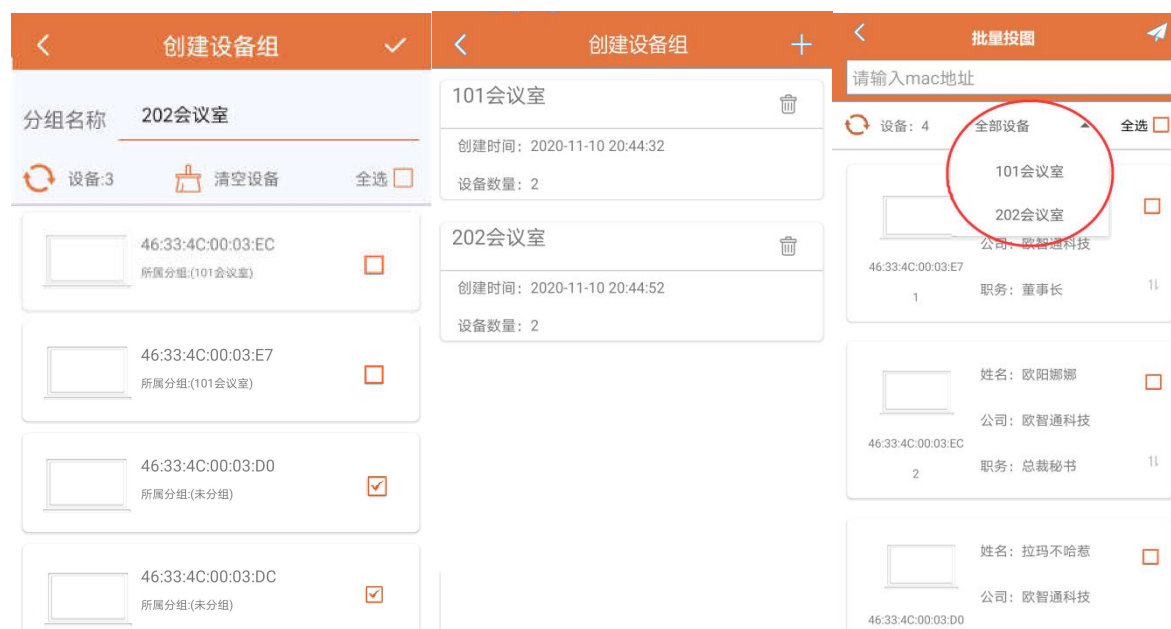 创建设备组
分组名称 202会议室
设备:3 清空设备 全选
46:33:4C:00:03:EC
所属分组:(101会议室)
46:33:4C:00:03:E7
所属分组:(101会议室)
46:33:4C:00:03:D0
所属分组:(未分组)
46:33:4C:00:03:DC
所属分组:(未分组)
创建设备组
101会议室
创建时间：2020-11-10 20:44:32
设备数量：2
202会议室
创建时间：2020-11-10 20:44:52
设备数量：2
批量投图
请输入mac地址
设备：4 全部设备 全选
101会议室
202会议室
公司：欧智通科技
46:33:4C:00:03:E7
职务：董事长
1
姓名：欧阳娜娜
公司：欧智通科技
46:33:4C:00:03:EC
职务：总裁秘书
2
姓名：拉玛不哈惹
公司：欧智通科技
46:33:4C:00:03:D0